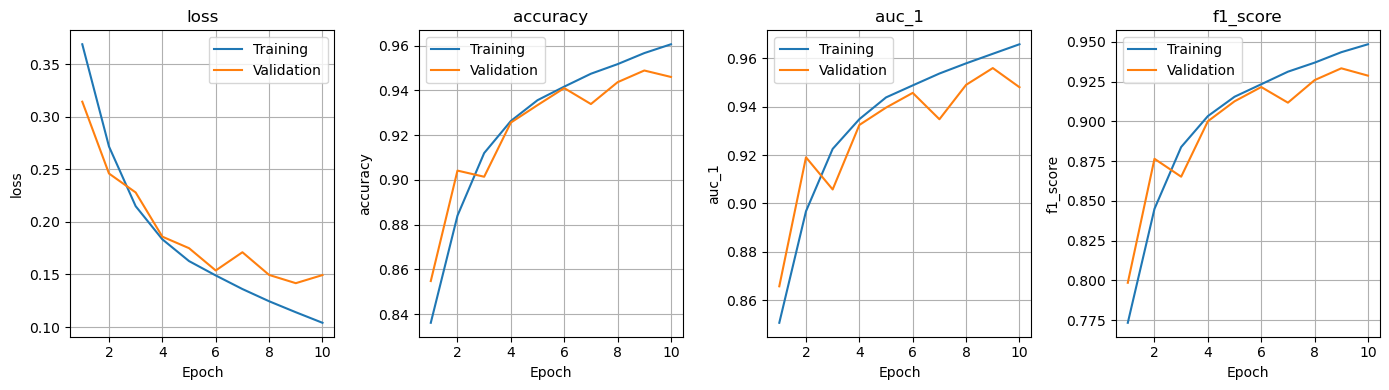 loss
Training
Validation
0.35
0.30
0.25
0.20
0.15
0.10
loss
2 4 6 8 10
Epoch
accuracy
Training
Validation
0.96
0.94
0.92
0.90
0.88
0.86
0.84
accuracy
2 4 6 8 10
Epoch
auc_1
Training
Validation
0.96
0.94
0.92
0.90
0.88
0.86
auc_1
2 4 6 8 10
Epoch
f1_score
Training
Validation
0.950
0.925
0.900
0.875
0.850
0.825
0.800
0.775
f1_score
2 4 6 8 10
Epoch